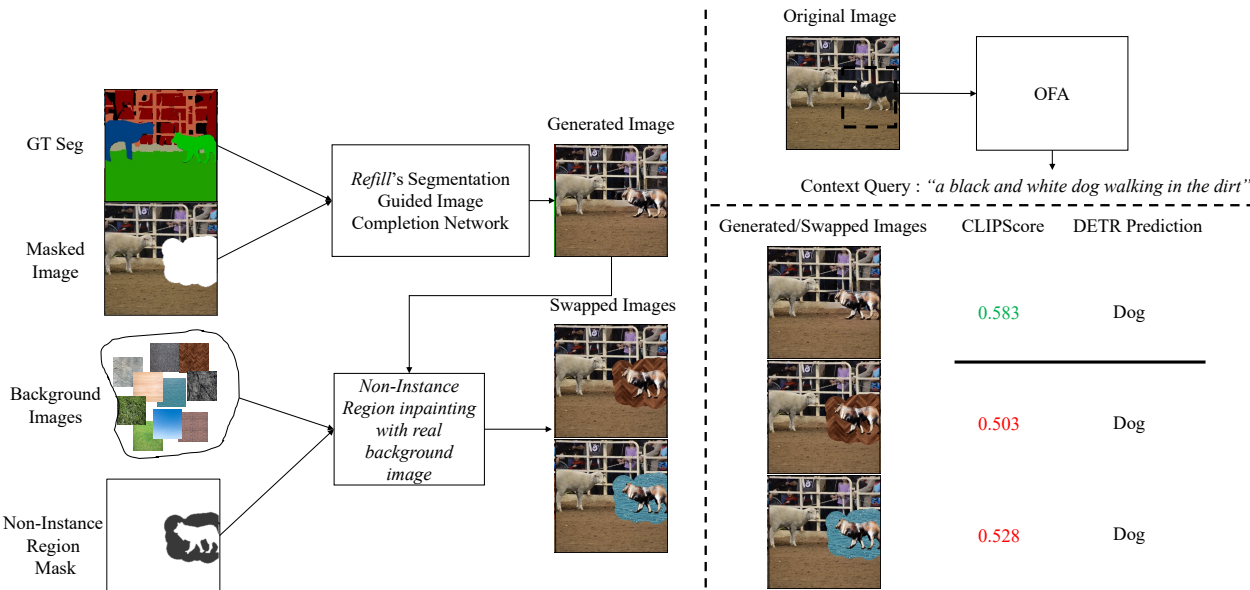 GT Seg
Masked
Image
Refill's Segmentation
Guided Image
Completion Network
Generated Image
Background
Images
Non-Instance
Region
Mask
Non-Instance
Region inpainting
with real
background
image
Swapped Images
Original Image
OFA
Context Query : “a black and white dog walking in the dirt”
Generated/Swapped Images CLIPScore DETR Prediction
0.583 Dog
0.503 Dog
0.528 Dog